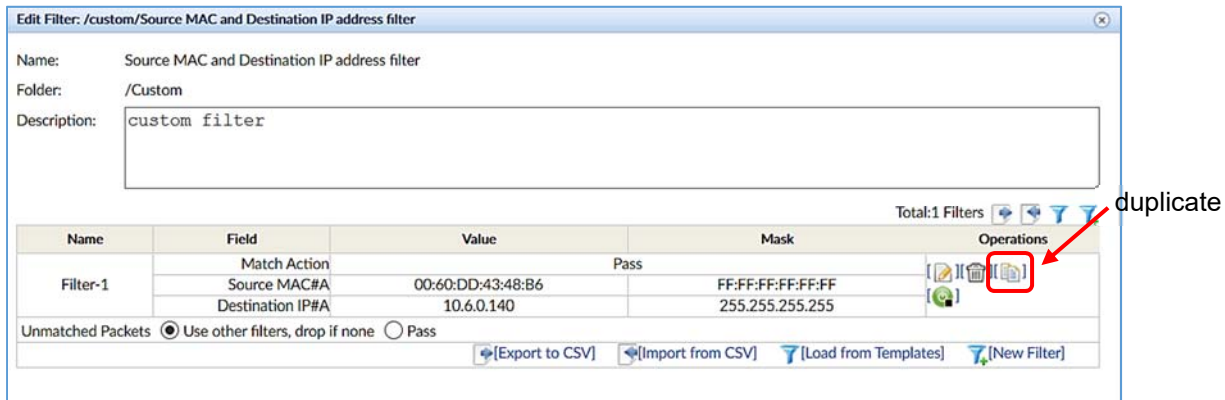 Edit Filter: /custom/Source MAC and Destination IP address filter
Name: Source MAC and Destination IP address filter
Folder: /Custom
Description: custom filter
Total:1 Filters
duplicate
Name Field Value Mask Operations
Match Action Pass
Filter-1 Source MAC#A 00:60:DD:43:48:B6 FF:FF:FF:FF:FF:FF
[ ][ ][ ]
[ ]
Destination IP#A 10.6.0.140 255.255.255.255
Unmatched Packets Use other filters, drop if none Pass
[Export to CSV] [Import from CSV] [Load from Templates] [New Filter]